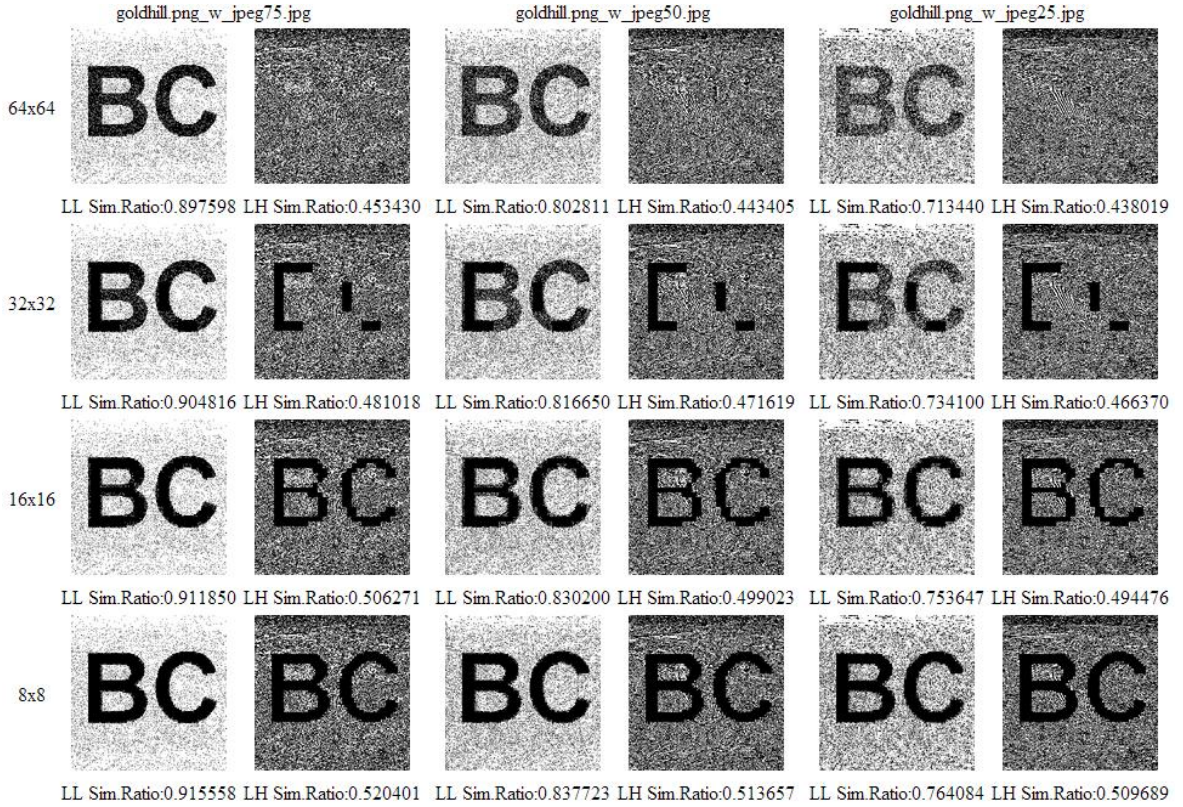 goldhill.png_w_jpeg75.jpg goldhill.png_w_jpeg50.jpg goldhill.png_w_jpeg25.jpg
64x64 BC BC BC
LL Sim.Ratio:0.897598 LH Sim.Ratio:0.453430 LL Sim.Ratio:0.802811 LH Sim.Ratio:0.443405 LL Sim.Ratio:0.713440 LH Sim.Ratio:0.438019
32x32 BC BC BC
LL Sim.Ratio:0.904816 LH Sim.Ratio:0.481018 LL Sim.Ratio:0.816650 LH Sim.Ratio:0.471619 LL Sim.Ratio:0.734100 LH Sim.Ratio:0.466370
16x16 BC BC BC BC BC BC
LL Sim.Ratio:0.911850 LH Sim.Ratio:0.506271 LL Sim.Ratio:0.830200 LH Sim.Ratio:0.499023 LL Sim.Ratio:0.753647 LH Sim.Ratio:0.494476
8x8 BC BC BC BC BC BC
LL Sim.Ratio:0.915558 LH Sim.Ratio:0.520401 LL Sim.Ratio:0.837723 LH Sim.Ratio:0.513657 LL Sim.Ratio:0.764084 LH Sim.Ratio:0.509689